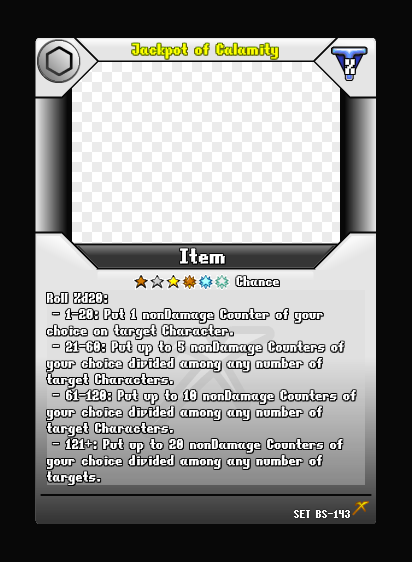 Jackpot of Calamity
X
Item
Chance
Roll Xd20:
- 1-20: Put 1 nonDamage Counter of your
choice on target Character.
- 21-60: Put up to 5 nonDamage Counters of
your choice divided among any number of
target Characters.
- 61-120: Put up to 10 nonDamage Counters of
your choice divided among any number of
target Characters.
- 121+: Put up to 20 nonDamage Counters of
your choice divided among any number of
targets.
SET BS-143